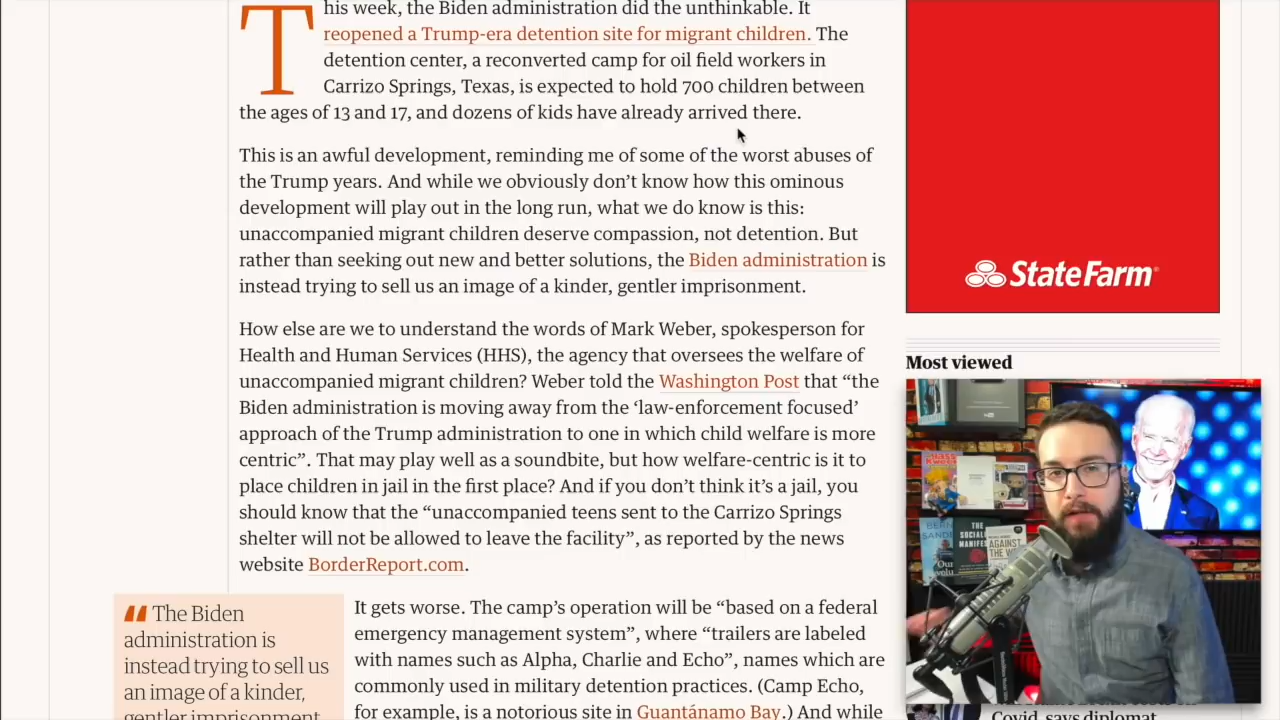 This week, the Biden administration did the unthinkable. It
reopened a Trump-era detention site for migrant children. The
detention center, a reconverted camp for oil field workers in
Carrizo Springs, Texas, is expected to hold 700 children between
the ages of 13 and 17, and dozens of kids have already arrived there.
This is an awful development, reminding me of some of the worst abuses of
the Trump years. And while we obviously don’t know how this ominous
development will play out in the long run, what we do know is this:
unaccompanied migrant children deserve compassion, not detention. But
rather than seeking out new and better solutions, the Biden administration is
instead trying to sell us an image of a kinder, gentler imprisonment.
How else are we to understand the words of Mark Weber, spokesperson for
Health and Human Services (HHS), the agency that oversees the welfare of
unaccompanied migrant children? Weber told the Washington Post that “the
Biden administration is moving away from the ‘law-enforcement focused’
approach of the Trump administration to one in which child welfare is more
centric”. That may play well as a soundbite, but how welfare-centric is it to
place children in jail in the first place? And if you don’t think it’s a jail, you
should know that the “unaccompanied teens sent to the Carrizo Springs
shelter will not be allowed to leave the facility”, as reported by the news
website BorderReport.com.
The Biden
administration is
instead trying to sell us
an image of a kinder,
gentler imprisonment
It gets worse. The camp’s operation will be “based on a federal
emergency management system”, where “trailers are labeled
with names such as Alpha, Charlie and Echo”, names which are
commonly used in military detention practices. (Camp Echo,
for example, is a notorious site in Guantánamo Bay.) And while
StateFarm
Most viewed
BERN
SAND
Our
THE
SOCIALI
MANIFES
AGAINST
THE W
Covid, says diplomat